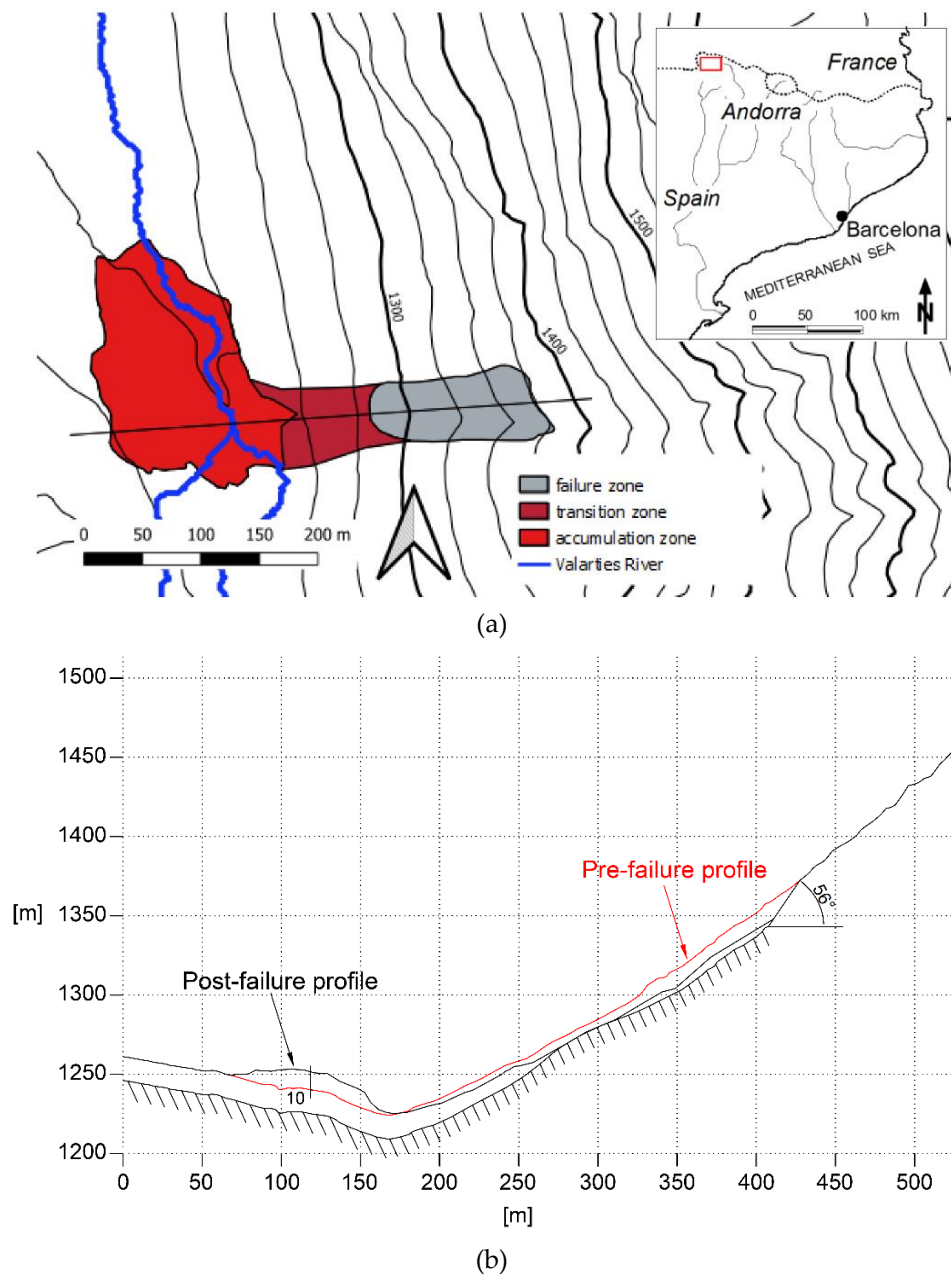 France
Andorra
Spain
Barcelona
MEDITERRANEAN SEA
0 50 100 km
N
1500
1400
1300
failure zone
transition zone
accumulation zone
Valarties River
0 50 100 150 200 m
(a)
1500
1450
1400
1350
1300
1250
1200
[m]
Pre-failure profile
56°
Post-failure profile
10
0 50 100 150 200 250 300 350 400 450 500
[m]
(b)